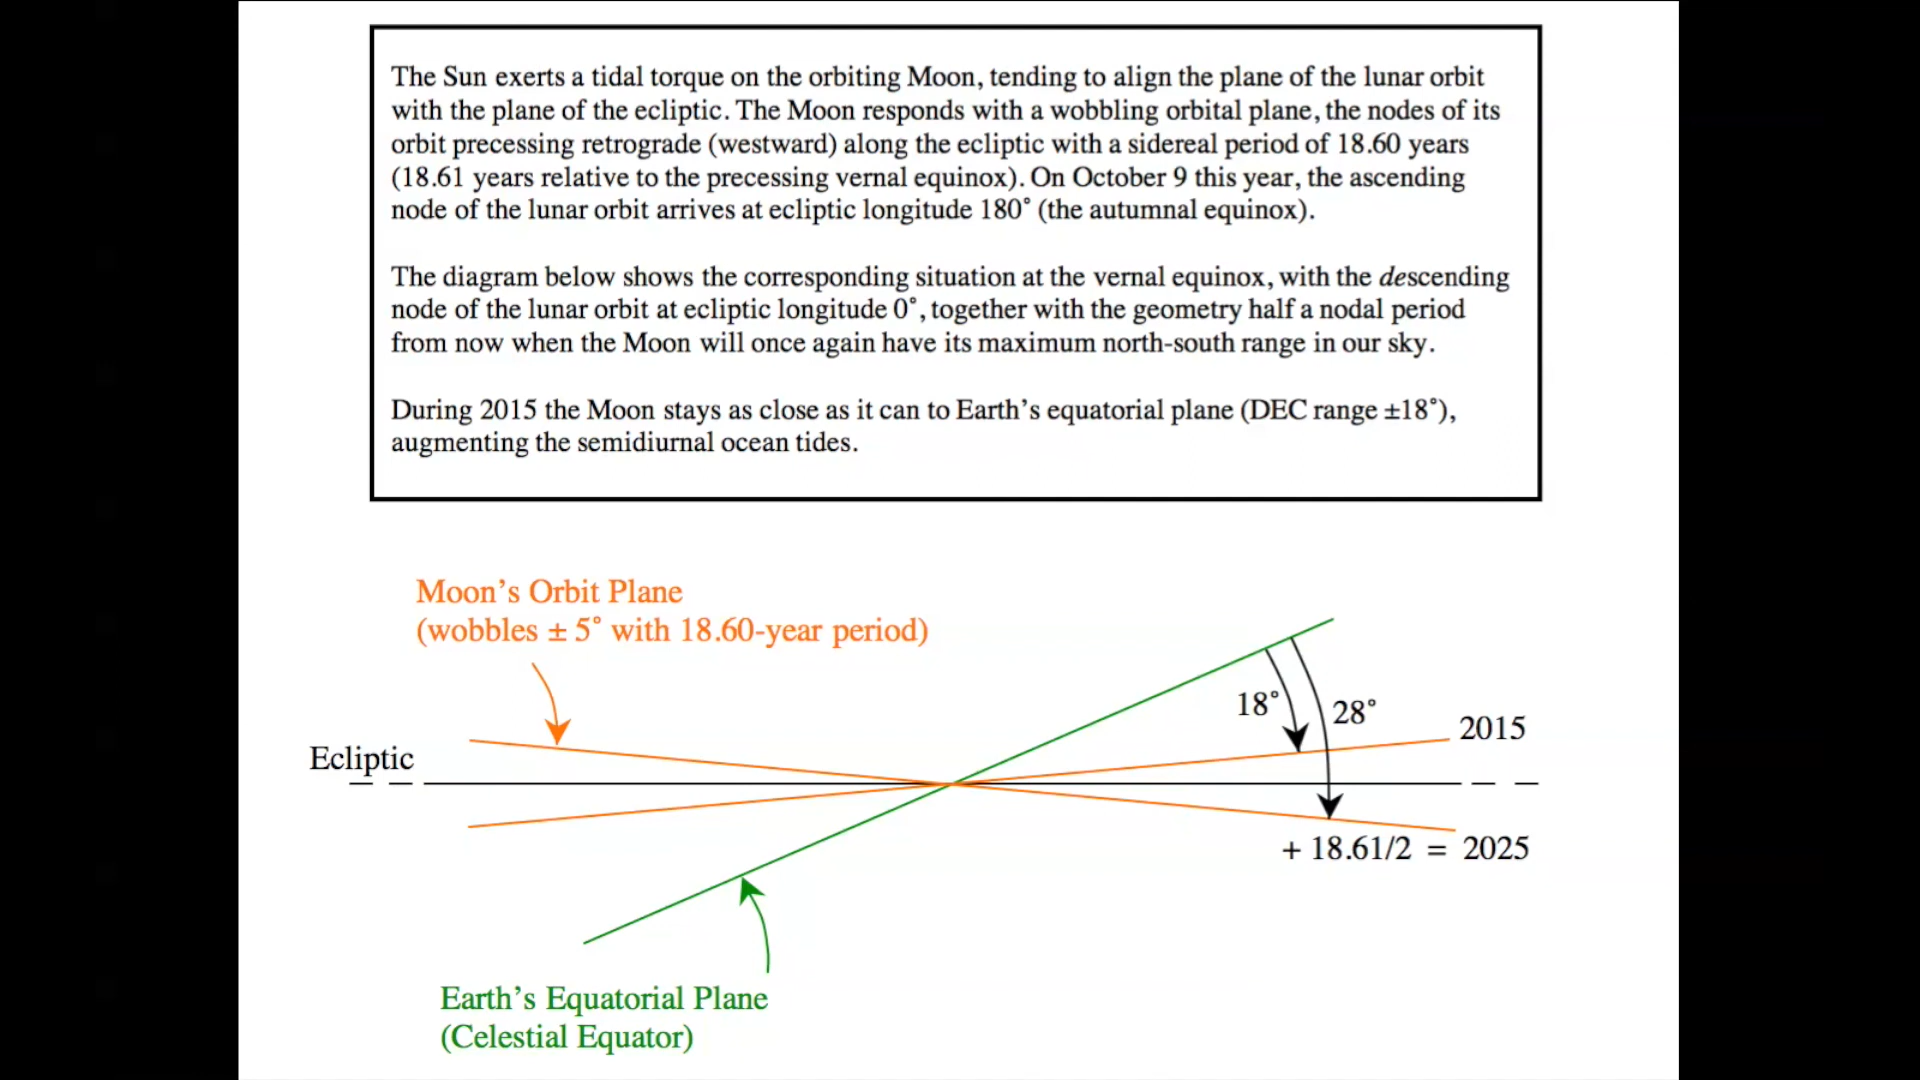 The Sun exerts a tidal torque on the orbiting Moon, tending to align the plane of the lunar orbit
with the plane of the ecliptic. The Moon responds with a wobbling orbital plane, the nodes of its
orbit precessing retrograde (westward) along the ecliptic with a sidereal period of 18.60 years
(18.61 years relative to the precessing vernal equinox). On October 9 this year, the ascending
node of the lunar orbit arrives at ecliptic longitude 180° (the autumnal equinox).
The diagram below shows the corresponding situation at the vernal equinox, with the descending
node of the lunar orbit at ecliptic longitude 0°, together with the geometry half a nodal period
from now when the Moon will once again have its maximum north-south range in our sky.
During 2015 the Moon stays as close as it can to Earth's equatorial plane (DEC range ±18°),
augmenting the semidiurnal ocean tides.
Moon's Orbit Plane
(wobbles ± 5° with 18.60-year period)
18°
28°
2015
Ecliptic
+ 18.61/2 = 2025
Earth's Equatorial Plane
(Celestial Equator)